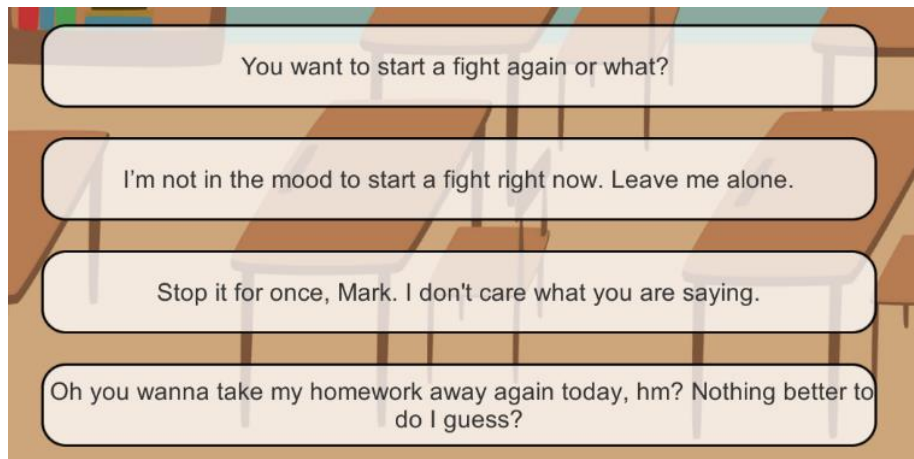 You want to start a fight again or what?
I’m not in the mood to start a fight right now. Leave me alone.
Stop it for once, Mark. I don't care what you are saying.
Oh you wanna take my homework away again today, hm? Nothing better to
do I guess?